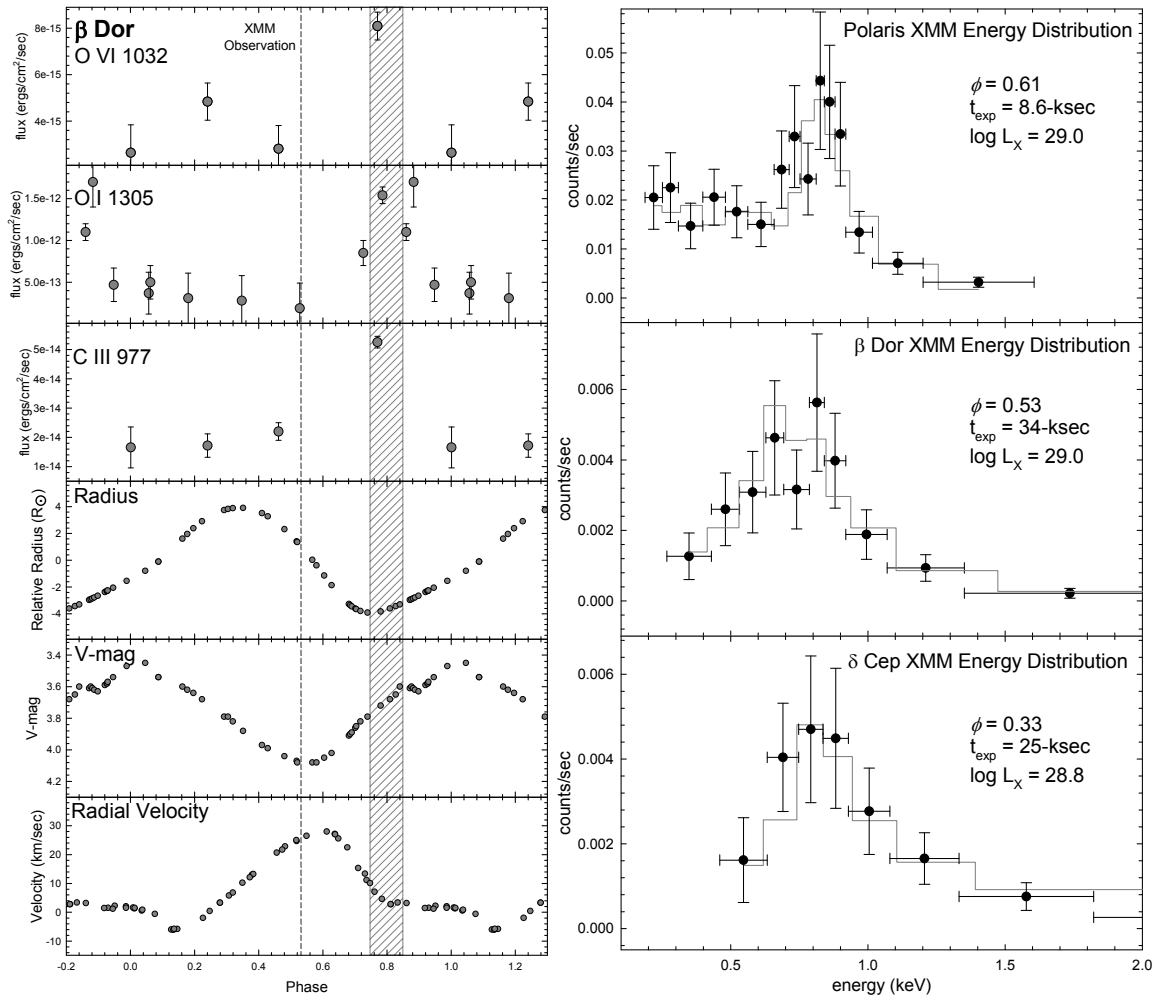 β Dor
O VI 1032
XMM
Observation
flux (ergs/cm²/sec)
8e-15
6e-15
4e-15
O I 1305
flux (ergs/cm²/sec)
1.5e-12
1.0e-12
5.0e-13
C III 977
flux (ergs/cm²/sec)
5e-14
4e-14
3e-14
2e-14
1e-14
Radius
Relative Radius (R⊙)
4
2
0
-2
-4
V-mag
V-mag
3.4
3.6
3.8
4.0
4.2
Radial Velocity
Velocity (km/sec)
30
20
10
0
-10
-0.2 0.0 0.2 0.4 0.6 0.8 1.0 1.2
Phase
Polaris XMM Energy Distribution
ϕ = 0.61
t_exp = 8.6-ksec
log L_X = 29.0
counts/sec
0.05
0.04
0.03
0.02
0.01
0.00
β Dor XMM Energy Distribution
ϕ = 0.53
t_exp = 34-ksec
log L_X = 29.0
counts/sec
0.006
0.004
0.002
0.000
δ Cep XMM Energy Distribution
ϕ = 0.33
t_exp = 25-ksec
log L_X = 28.8
counts/sec
0.006
0.004
0.002
0.000
0.5 1.0 1.5 2.0
energy (keV)